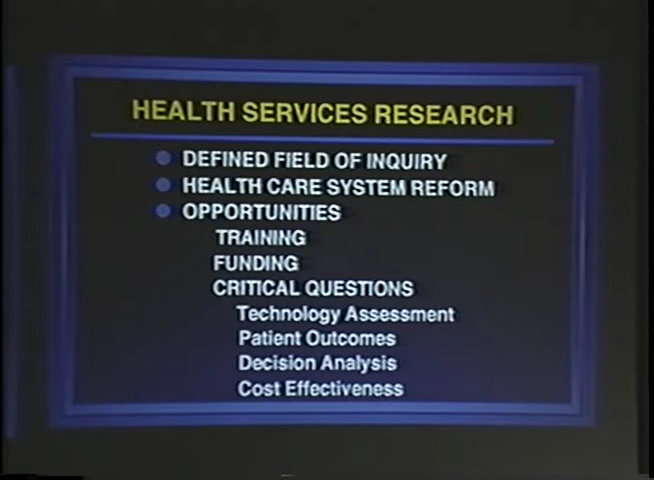 HEALTH SERVICES RESEARCH
DEFINED FIELD OF INQUIRY
HEALTH CARE SYSTEM REFORM
OPPORTUNITIES
TRAINING
FUNDING
CRITICAL QUESTIONS
Technology Assessment
Patient Outcomes
Decision Analysis
Cost Effectiveness